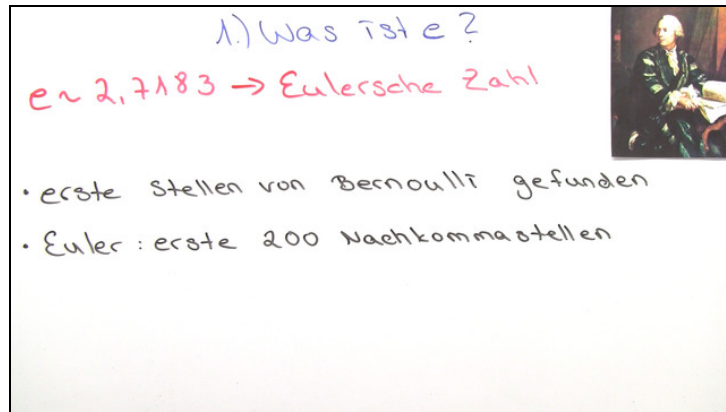 1.) Was ist e?
e ~ 2,7183 → Eulersche Zahl
• erste Stellen von Bernoulli gefunden
• Euler: erste 200 Nachkommastellen